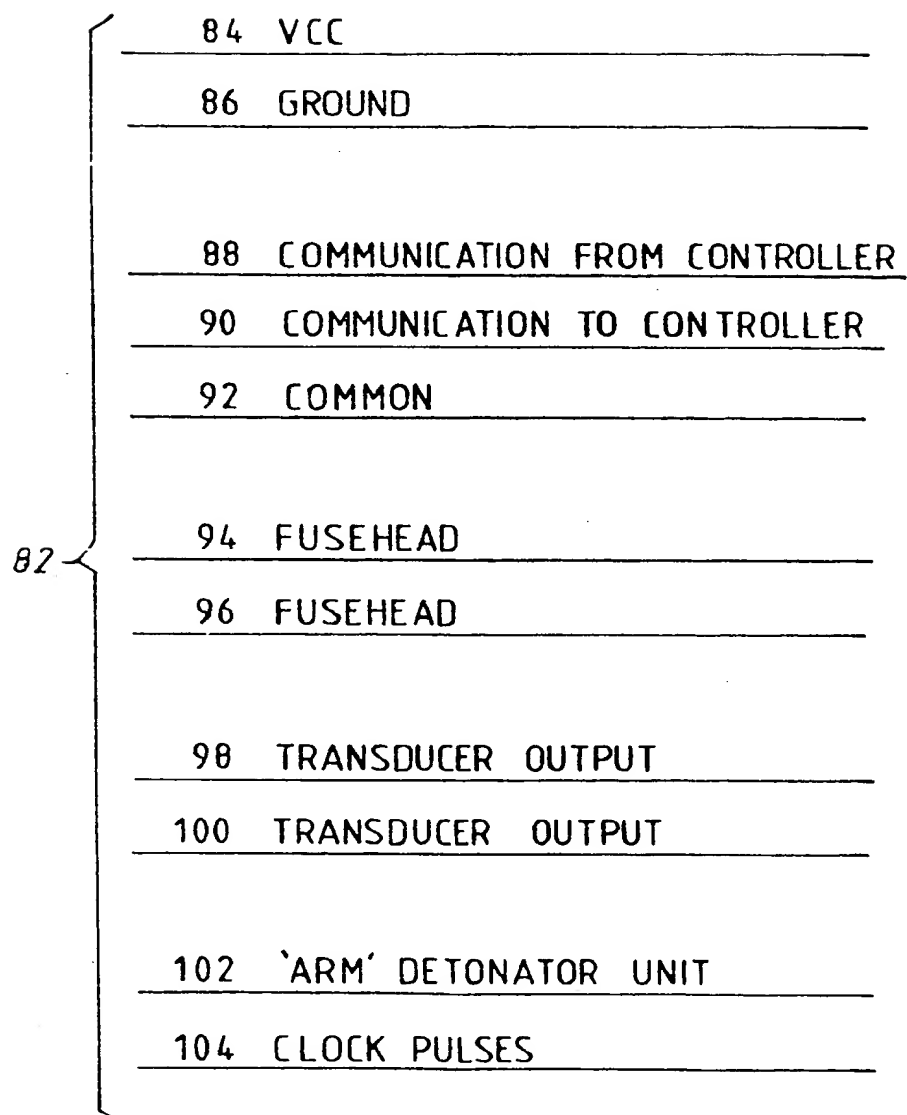 84 VCC
86 GROUND
88 COMMUNICATION FROM CONTROLLER
90 COMMUNICATION TO CONTROLLER
92 COMMON
82
94 FUSEHEAD
96 FUSEHEAD
98 TRANSDUCER OUTPUT
100 TRANSDUCER OUTPUT
102 'ARM' DETONATOR UNIT
104 CLOCK PULSES